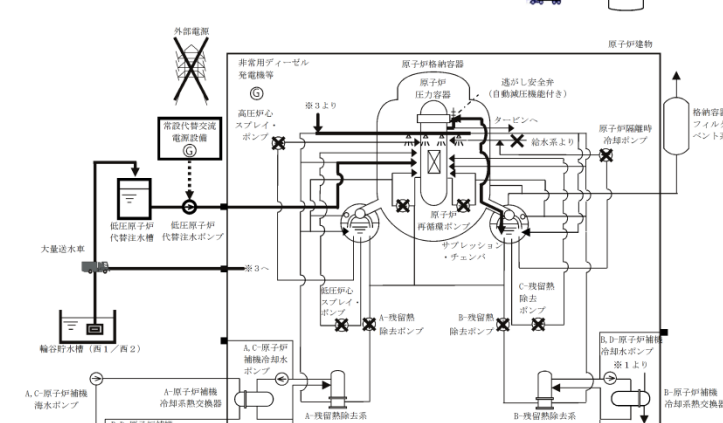 外部電源
原子炉建物
非常用ディーゼル
発電機等
G
原子炉格納容器
原子炉
圧力容器
逃がし安全弁
(自動減圧機能付き)
※3より
高圧炉心
スプレイ・
ポンプ
タービンへ
給水系より
原子炉隔離時
冷却ポンプ
格納容器
フィル
ベント
常設代替交流
電源設備
G
低圧原子炉
代替注水槽
低圧原子炉
代替注水ポンプ
原子炉
再循環ポンプ
サプレッション
・チェンバ
大量送水車
※3へ
低圧炉心
スプレイ・
ポンプ
A-残留熱
除去ポンプ
B-残留熱
除去ポンプ
C-残留熱
除去
ポンプ
輪谷貯水槽(西1/西2)
A,C-原子炉
補機冷却水
ポンプ
B,D-原子炉補機
冷却水ポンプ
※1より
A,C-原子炉補機
海水ポンプ
A-原子炉補機
冷却系熱交換器
A-残留熱除去系
B-残留熱除去系
B-原子炉補機
冷却系熱交換器